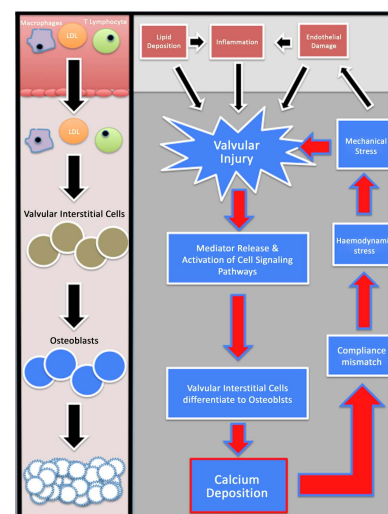 Macrophages
T Lymphocyte
LDL
LDL
Valvular Interstitial Cells
Osteoblasts
Lipid
Deposition
Inflammation
Endothelial
Damage
Valvular
Injury
Mechanical
Stress
Mediator Release &
Activation of Cell Signaling
Pathways
Haemodynamic
stress
Compliance
mismatch
Valvular Interstitial Cells
differentiate to Osteoblsts
Calcium
Deposition